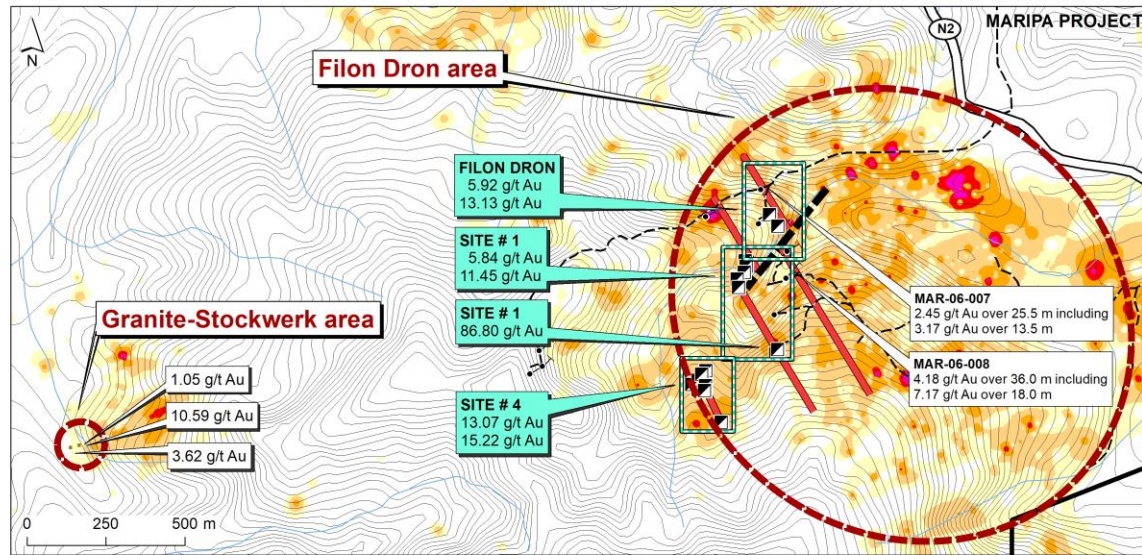 MARIPA PROJECT
N2
N
Filon Dron area
FILON DRON
5.92 g/t Au
13.13 g/t Au
SITE # 1
5.84 g/t Au
11.45 g/t Au
SITE # 1
86.80 g/t Au
SITE # 4
13.07 g/t Au
15.22 g/t Au
MAR-06-007
2.45 g/t Au over 25.5 m including
3.17 g/t Au over 13.5 m
MAR-06-008
4.18 g/t Au over 36.0 m including
7.17 g/t Au over 18.0 m
Granite-Stockwerk area
1.05 g/t Au
10.59 g/t Au
3.62 g/t Au
0 250 500 m